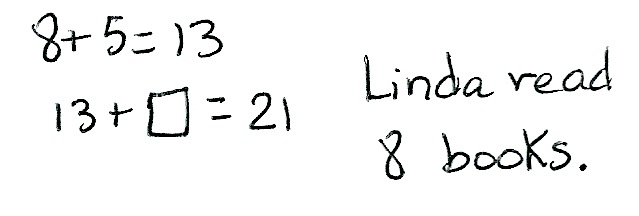 8+5=13
13+□=21
Linda read
8 books.